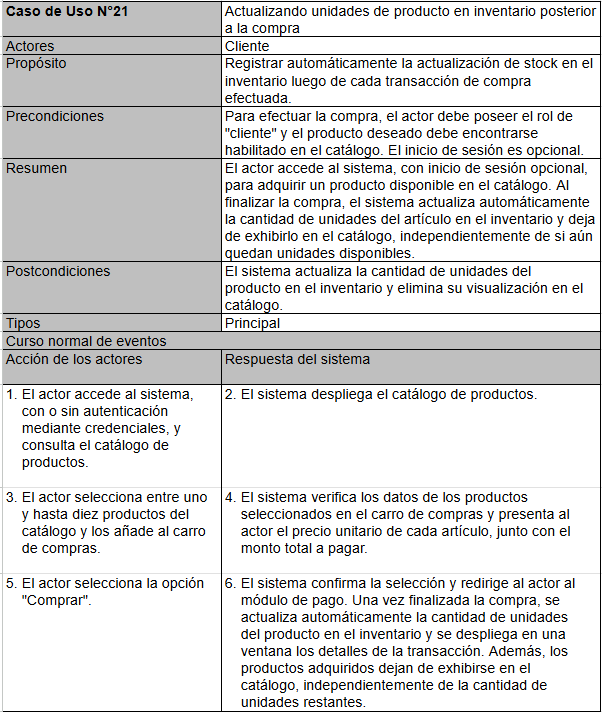 Caso de Uso N°21
Actualizando unidades de producto en inventario posterior
a la compra
Actores
Cliente
Propósito
Registrar automáticamente la actualización de stock en el
inventario luego de cada transacción de compra
efectuada.
Precondiciones
Para efectuar la compra, el actor debe poseer el rol de
"cliente" y el producto deseado debe encontrarse
habilitado en el catálogo. El inicio de sesión es opcional.
Resumen
El actor accede al sistema, con inicio de sesión opcional,
para adquirir un producto disponible en el catálogo. Al
finalizar la compra, el sistema actualiza automáticamente
la cantidad de unidades del artículo en el inventario y deja
de exhibirlo en el catálogo, independientemente de si aún
quedan unidades disponibles.
Postcondiciones
El sistema actualiza la cantidad de unidades del
producto en el inventario y elimina su visualización en el
catálogo.
Tipos
Principal
Curso normal de eventos
Acción de los actores
Respuesta del sistema
1. El actor accede al sistema,
con o sin autenticación
mediante credenciales, y
consulta el catálogo de
productos.
2. El sistema despliega el catálogo de productos.
3. El actor selecciona entre uno
y hasta diez productos del
catálogo y los añade al carro
de compras.
4. El sistema verifica los datos de los productos
seleccionados en el carro de compras y presenta al
actor el precio unitario de cada artículo, junto con el
monto total a pagar.
5. El actor selecciona la opción
"Comprar".
6. El sistema confirma la selección y redirige al actor al
módulo de pago. Una vez finalizada la compra, se
actualiza automáticamente la cantidad de unidades
del producto en el inventario y se despliega en una
ventana los detalles de la transacción. Además, los
productos adquiridos dejan de exhibirse en el
catálogo, independientemente de la cantidad de
unidades restantes.